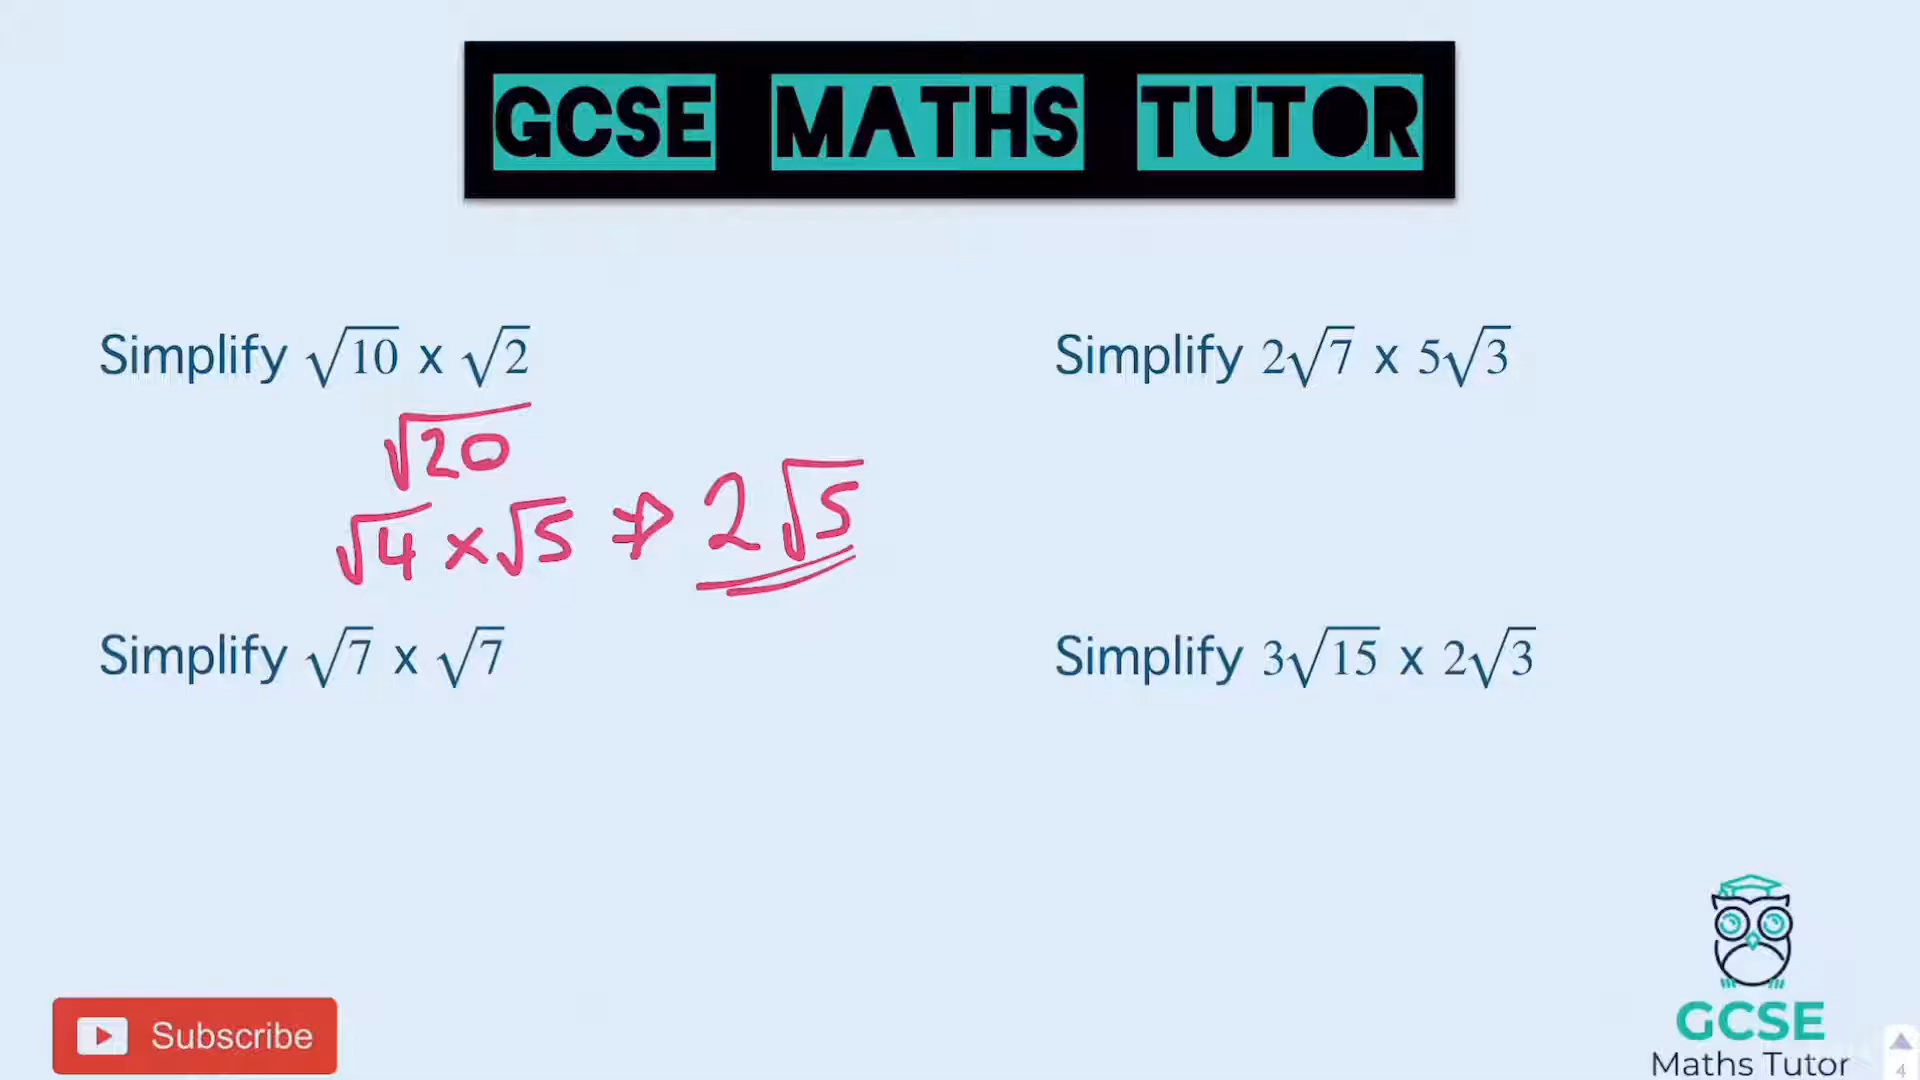 GCSE MATHS TUTOR
Simplify √10 x √2
√20
√4 x √5 ⇒ 2√5
Simplify √7 x √7
Simplify 2√7 x 5√3
Simplify 3√15 x 2√3
Subscribe
GCSE
Maths Tutor
4